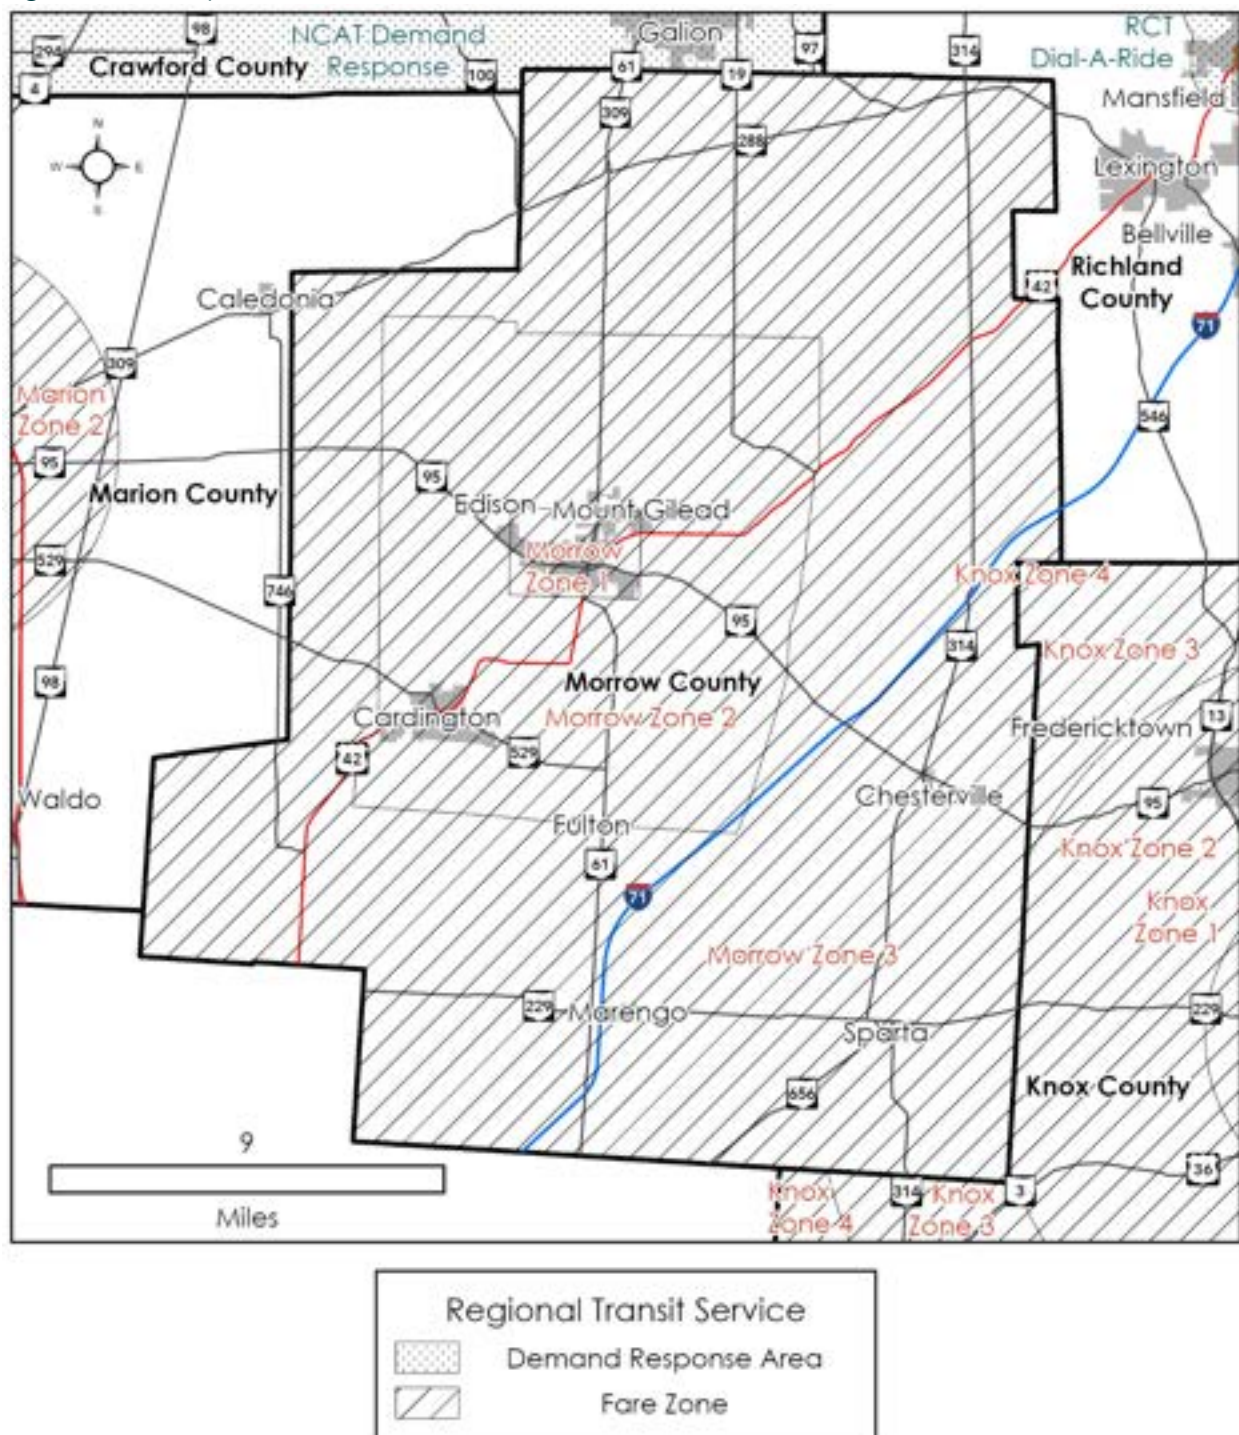 98
NCAT Demand
Response
Galion
97
314
RCT
Dial-A-Ride
294
Crawford County
4
100
61
19
Mansfield
309
288
N
W
E
S
Lexington
Bellville
Richland
County
42
Caledonia
71
309
Marion
Zone 2
546
95
Marion County
95
Edison
Mount Gilead
Morrow
Zone 1
529
746
Knox Zone 4
95
314
Knox Zone 3
98
Morrow County
Cardington
Morrow Zone 2
Fredericktown
13
42
529
Waldo
Chesterville
95
Fulton
Knox Zone 2
61
71
Knox
Zone 1
Morrow Zone 3
229
Marengo
229
Sparta
656
Knox County
9
Miles
36
Knox
Zone 4
314
Knox
Zone 3
3
Regional Transit Service
Demand Response Area
Fare Zone